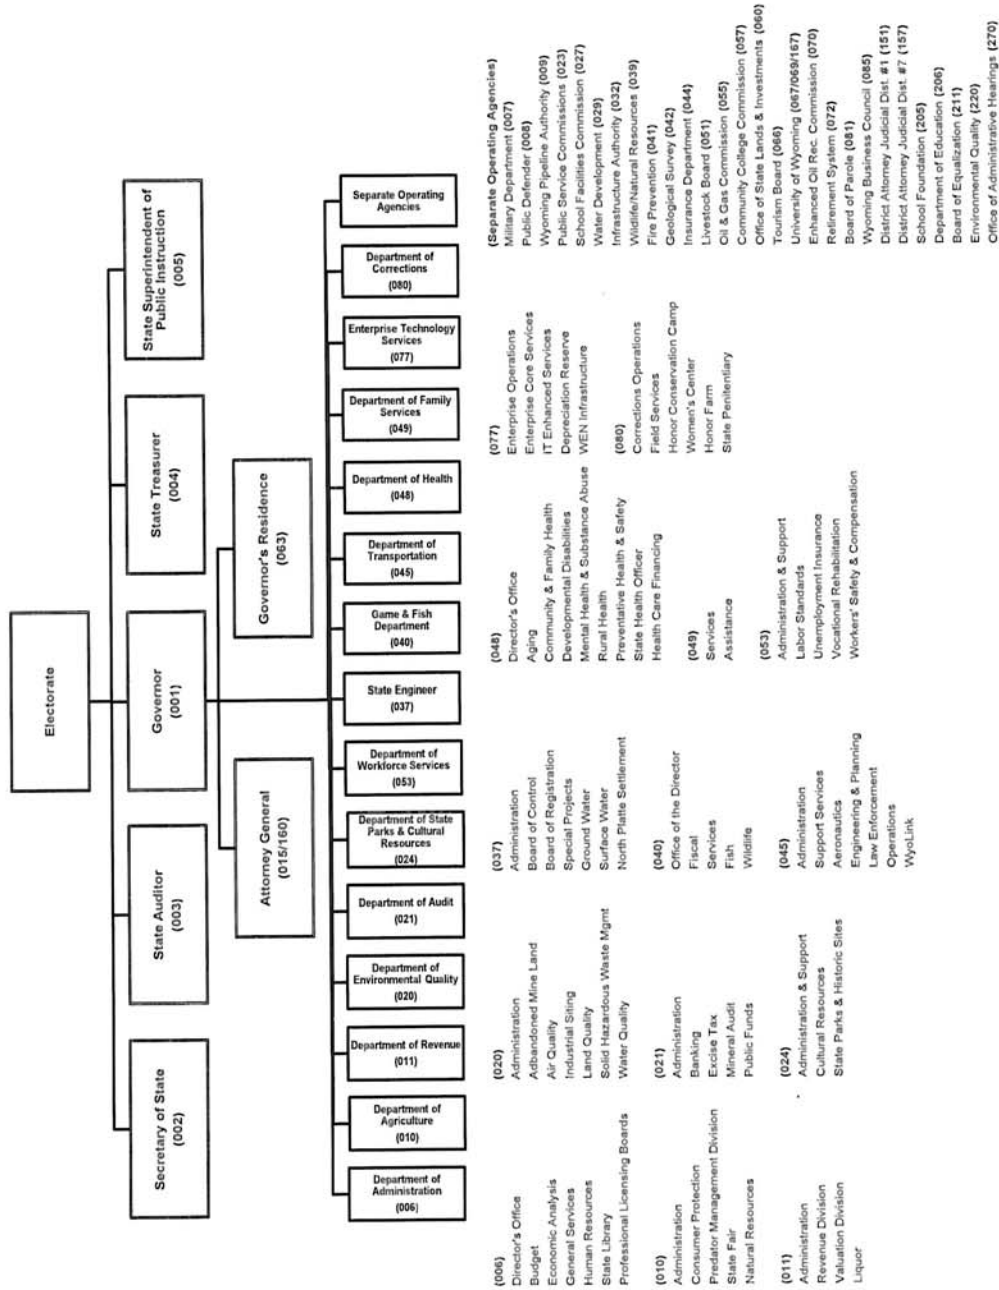 Electorate
Secretary of State
(002)
State Auditor
(003)
Governor
(001)
State Treasurer
(004)
State Superintendent of
Public Instruction
(005)
Attorney General
(015/160)
Governor's Residence
(063)
Department of
Administration
(006)
Department of
Agriculture
(010)
Department of Revenue
(011)
Department of
Environmental Quality
(020)
Department of Audit
(021)
Department of State
Parks & Cultural
Resources
(024)
Department of
Workforce Services
(053)
State Engineer
(037)
Game & Fish
Department
(040)
Department of
Transportation
(045)
Department of Health
(048)
Department of Family
Services
(049)
Enterprise Technology
Services
(077)
Department of
Corrections
(080)
Separate Operating
Agencies
(006)
Director's Office
Budget
Economic Analysis
General Services
Human Resources
State Library
Professional Licensing Boards
(010)
Administration
Consumer Protection
Predator Management Division
State Fair
Natural Resources
(011)
Administration
Revenue Division
Valuation Division
Liquor
(020)
Administration
Adbandoned Mine Land
Air Quality
Industrial Siting
Land Quality
Solid Hazardous Waste Mgmt
Water Quality
(021)
Administration
Banking
Excise Tax
Mineral Audit
Public Funds
(024)
Administration & Support
Cultural Resources
State Parks & Historic Sites
(037)
Administration
Board of Control
Board of Registration
Special Projects
Ground Water
Surface Water
North Platte Settlement
(040)
Office of the Director
Fiscal
Services
Fish
Wildlife
(045)
Administration
Support Services
Aeronautics
Engineering & Planning
Law Enforcement
Operations
WyoLink
(048)
Director's Office
Aging
Community & Family Health
Developmental Disabilities
Mental Health & Substance Abuse
Rural Health
Preventative Health & Safety
State Health Officer
Health Care Financing
(049)
Services
Assistance
(053)
Administration & Support
Labor Standards
Unemployment Insurance
Vocational Rehabilitation
Workers' Safety & Compensation
(077)
Enterprise Operations
Enterprise Core Services
IT Enhanced Services
Depreciation Reserve
WEN Infrastructure
(080)
Corrections Operations
Field Services
Honor Conservation Camp
Women's Center
Honor Farm
State Penitentiary
(Separate Operating Agencies)
Military Department (007)
Public Defender (008)
Wyoming Pipeline Authority (009)
Public Service Commissions (023)
School Facilities Commission (027)
Water Development (029)
Infrastructure Authority (032)
Wildlife/Natural Resources (039)
Fire Prevention (041)
Geological Survey (042)
Insurance Department (044)
Livestock Board (051)
Oil & Gas Commission (055)
Community College Commission (057)
Office of State Lands & Investments (060)
Tourism Board (066)
University of Wyoming (067/069/167)
Enhanced Oil Rec. Commission (070)
Retirement System (072)
Board of Parole (081)
Wyoming Business Council (085)
District Attorney Judicial Dist. #1 (151)
District Attorney Judicial Dist. #7 (157)
School Foundation (205)
Department of Education (206)
Board of Equalization (211)
Environmental Quality (220)
Office of Administrative Hearings (270)